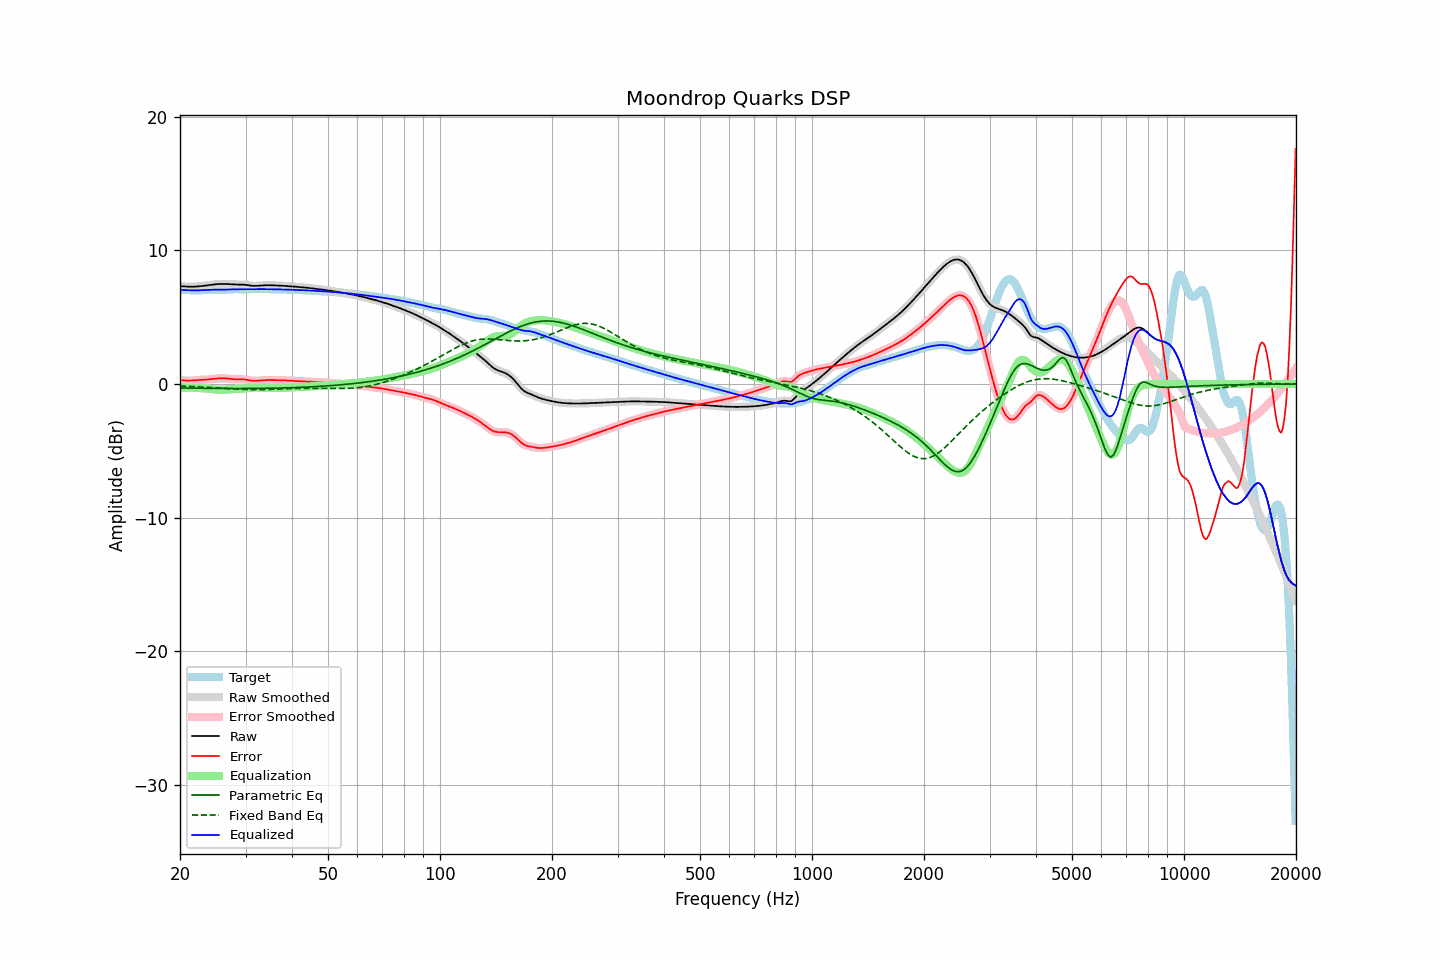 Moondrop Quarks DSP
20
10
0
−10
−20
−30
Amplitude (dBr)
Target
Raw Smoothed
Error Smoothed
Raw
Error
Equalization
Parametric Eq
Fixed Band Eq
Equalized
20
50
100
200
500
1000
2000
5000
10000
20000
Frequency (Hz)